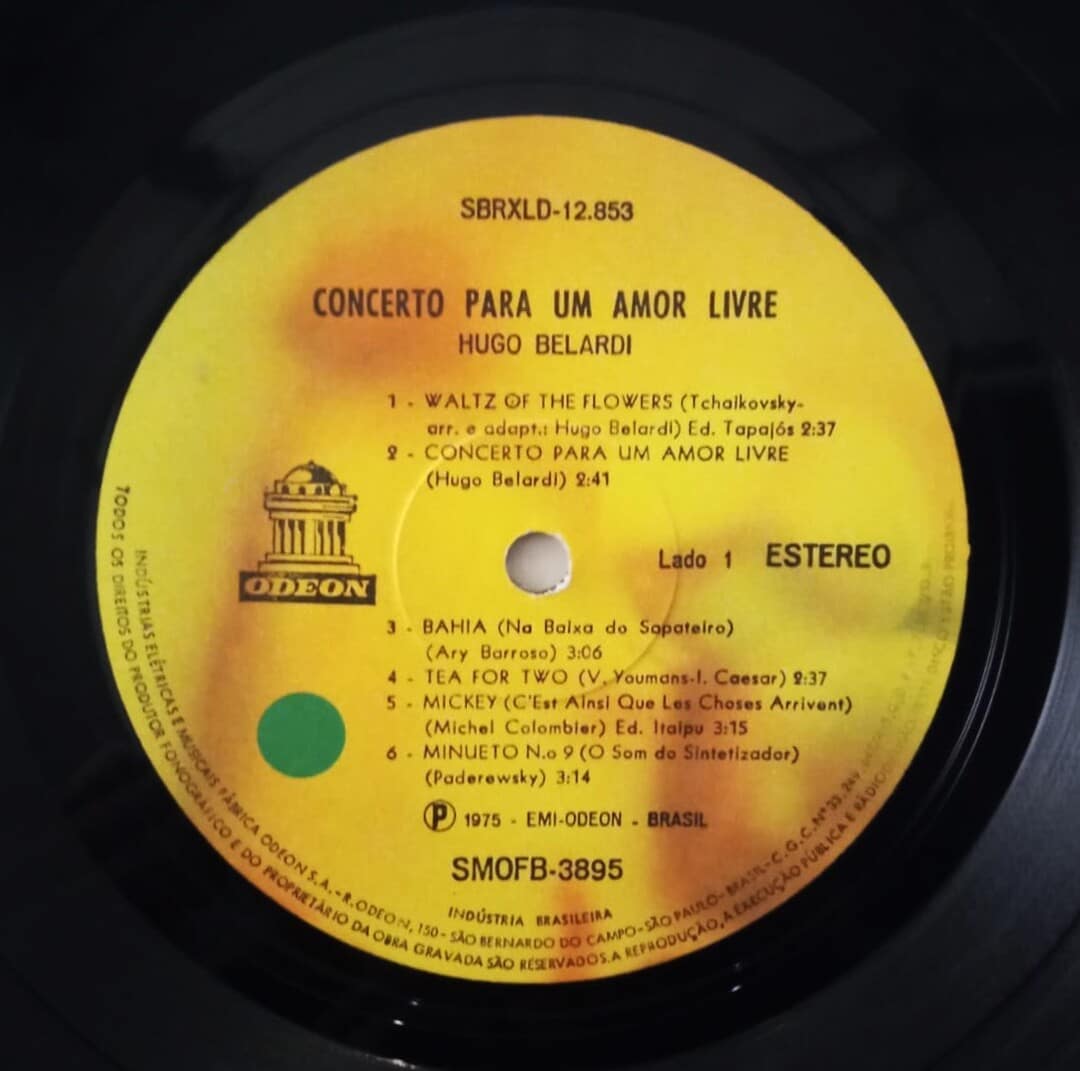 SBRXLD-12.853
CONCERTO PARA UM AMOR LIVRE
HUGO BELARDI
1 - WALTZ OF THE FLOWERS (Tchaikovsky-
arr. e adapt.: Hugo Belardi) Ed. Tapajós 2:37
2 - CONCERTO PARA UM AMOR LIVRE
(Hugo Belardi) 2:41
ODEON
Lado 1 ESTEREO
3 - BAHIA (Na Baixa do Sapateiro)
(Ary Barroso) 3:06
4 - TEA FOR TWO (V. Youmans-I. Caesar) 2:37
5 - MICKEY (C'Est Ainsi Que Les Choses Arrivent)
(Michel Colombier) Ed. Itaipu 3:15
6 - MINUETO N.o 9 (O Som do Sintetizador)
(Paderewsky) 3:14
P 1975 - EMI-ODEON - BRASIL
SMOFB-3895
INDÚSTRIA BRASILEIRA
INDÚSTRIAS ELÉTRICAS E MUSICAIS FÁBRICA ODEON S.A. - R. ODEON, 150 - SÃO BERNARDO DO CAMPO - SÃO PAULO - BRASIL - C.G.C. Nº 33.249.
TODOS OS DIREITOS DO PRODUTOR FONOGRÁFICO E DO PROPRIETÁRIO DA OBRA GRAVADA SÃO RESERVADOS. A REPRODUÇÃO, A EXECUÇÃO PÚBLICA E RÁDIO